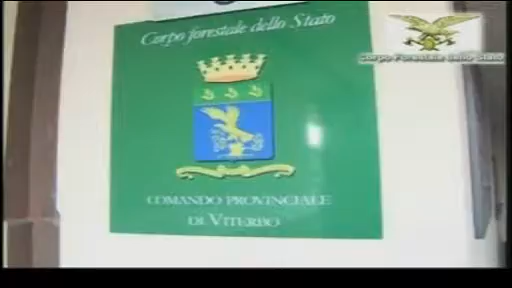 Corpo forestale dello Stato
Corpo Forestale dello Stato
COMANDO PROVINCIALE
DI VITERBO